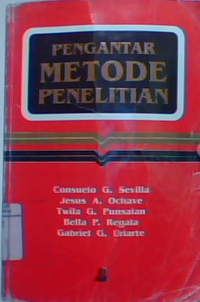 PENGANTAR
METODE
PENELITIAN
Consuelo G. Sevilla
Jesus A. Ochave
Twila G. Punsalan
Bella P. Regala
Gabriel G. Uriarte